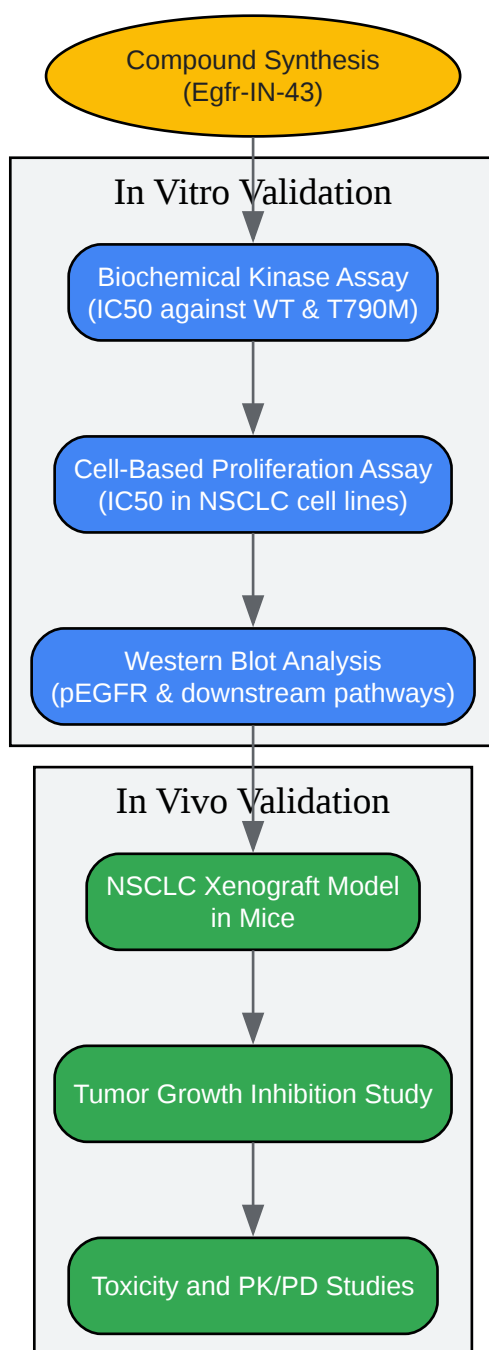 Compound Synthesis
(Egfr-IN-43)
In Vitro Validation
Biochemical Kinase Assay
(IC50 against WT & T790M)
Cell-Based Proliferation Assay
(IC50 in NSCLC cell lines)
Western Blot Analysis
(pEGFR & downstream pathways)
In Vivo Validation
NSCLC Xenograft Model
in Mice
Tumor Growth Inhibition Study
Toxicity and PK/PD Studies